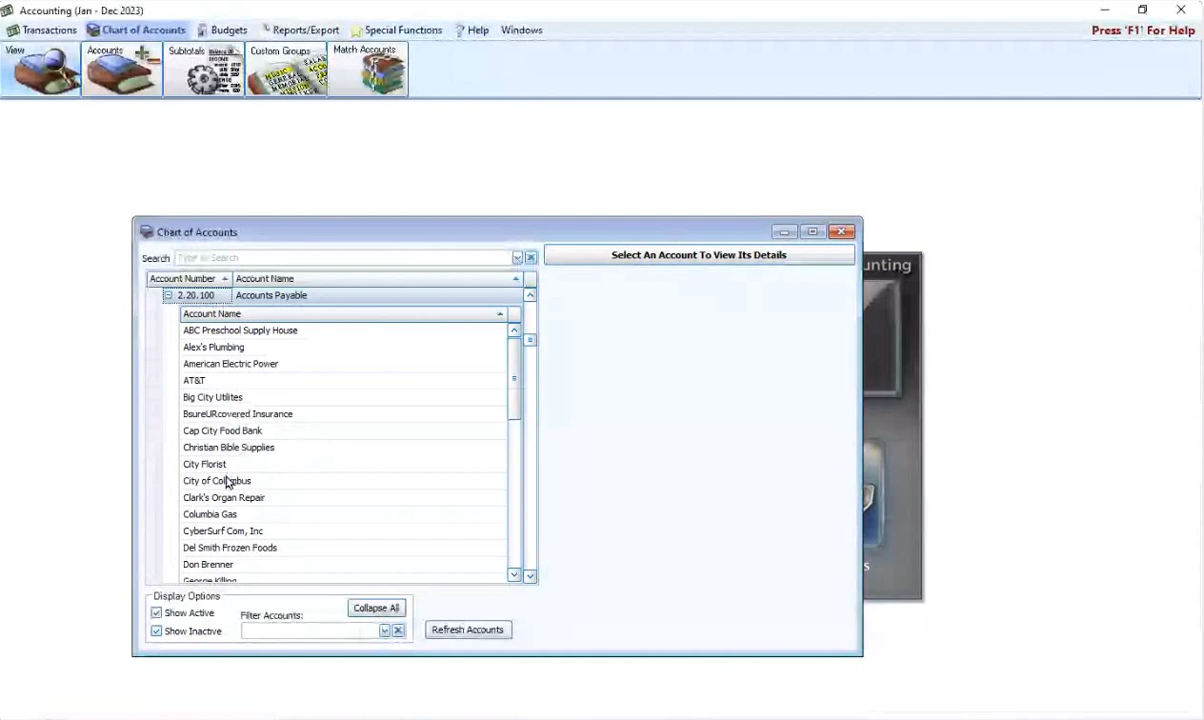 Accounting (Jan - Dec 2023)
Transactions Chart of Accounts Budgets Reports/Export Special Functions Help Windows Press 'F1' For Help
View Accounts Subtotals Custom Groups Match Accounts
Chart of Accounts
Search Type to Search Select An Account To View Its Details
unting
Account Number Account Name
2.20.100 Accounts Payable
Account Name
ABC Preschool Supply House
Alex's Plumbing
American Electric Power
AT&T
Big City Utilites
BsureURcovered Insurance
Cap City Food Bank
Christian Bible Supplies
City Florist
City of Columbus
Clark's Organ Repair
Columbia Gas
CyberSurf Com, Inc
Del Smith Frozen Foods
Don Brenner
s
George Killing
Display Options
Show Active Filter Accounts: Collapse All
Show Inactive Refresh Accounts